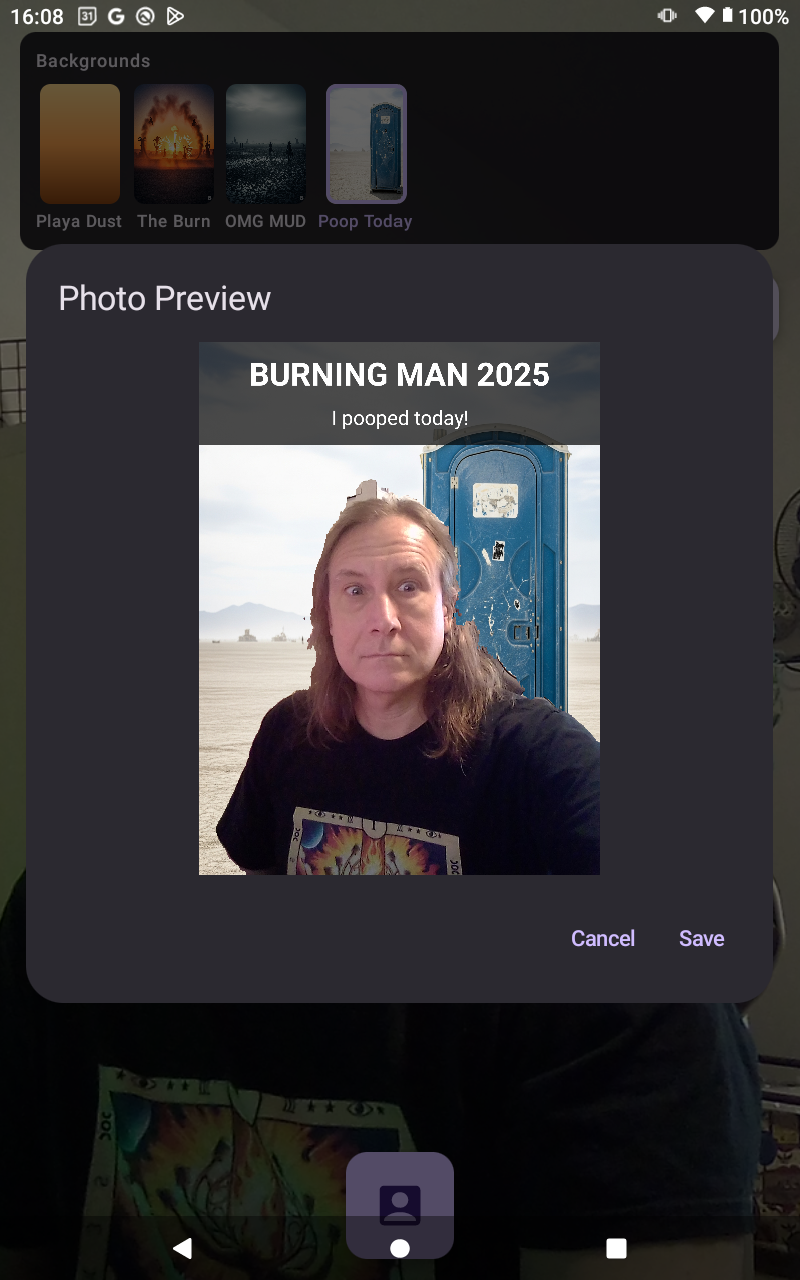 16:08
31
G
100%
Backgrounds
Playa Dust
The Burn
OMG MUD
Poop Today
Photo Preview
BURNING MAN 2025
I pooped today!
Cancel
Save